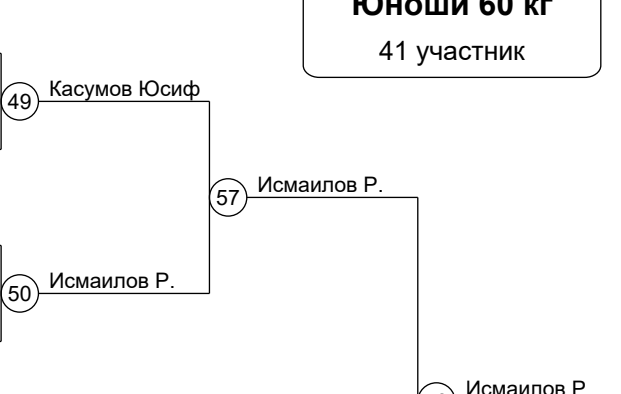 Юноши 60 кг
41 участник
49 Касумов Юсиф
57 Исмаилов Р.
50 Исмаилов Р.
Исмаилов Р